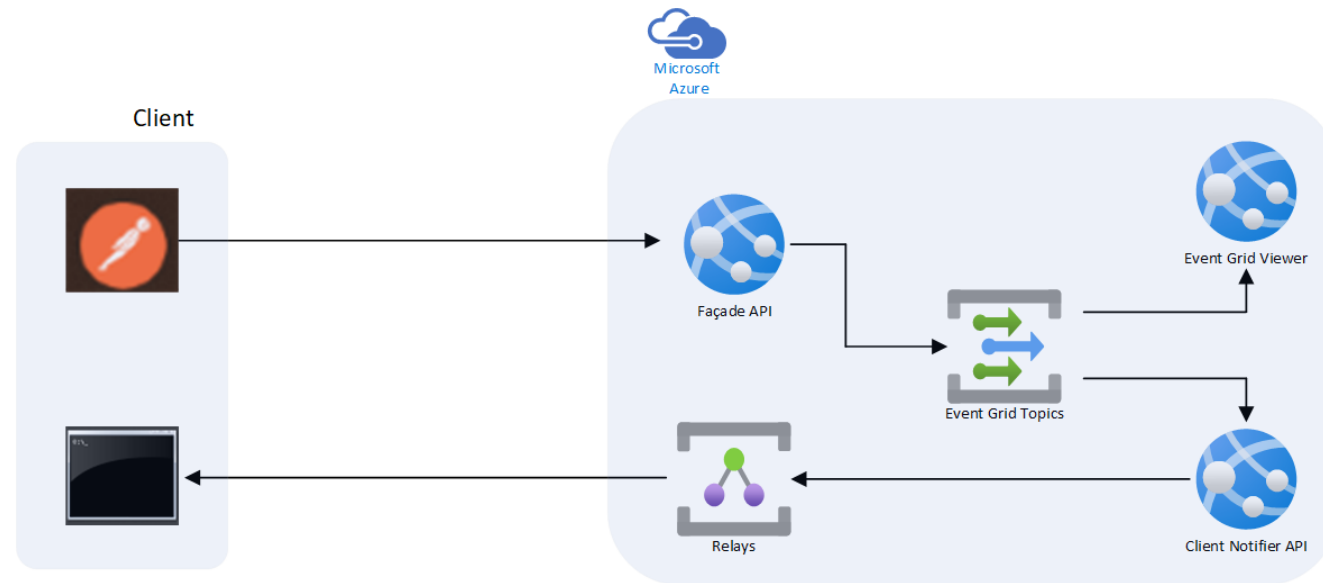 Microsoft
Azure
Client
Event Grid Viewer
Façade API
Event Grid Topics
Relays
Client Notifier API